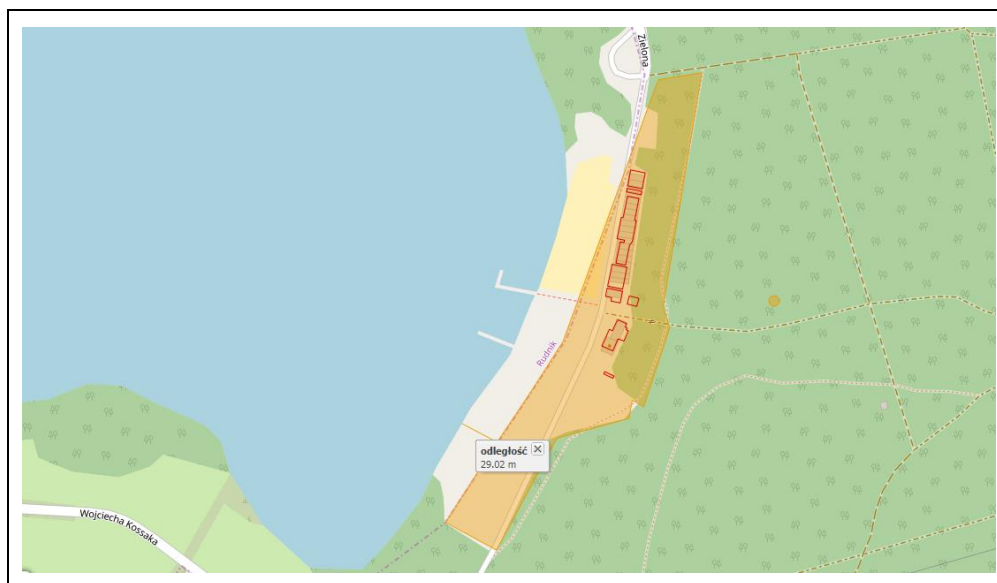 Zielona
Rudnik
odległość
29.02 m
Wojciecha Kossaka